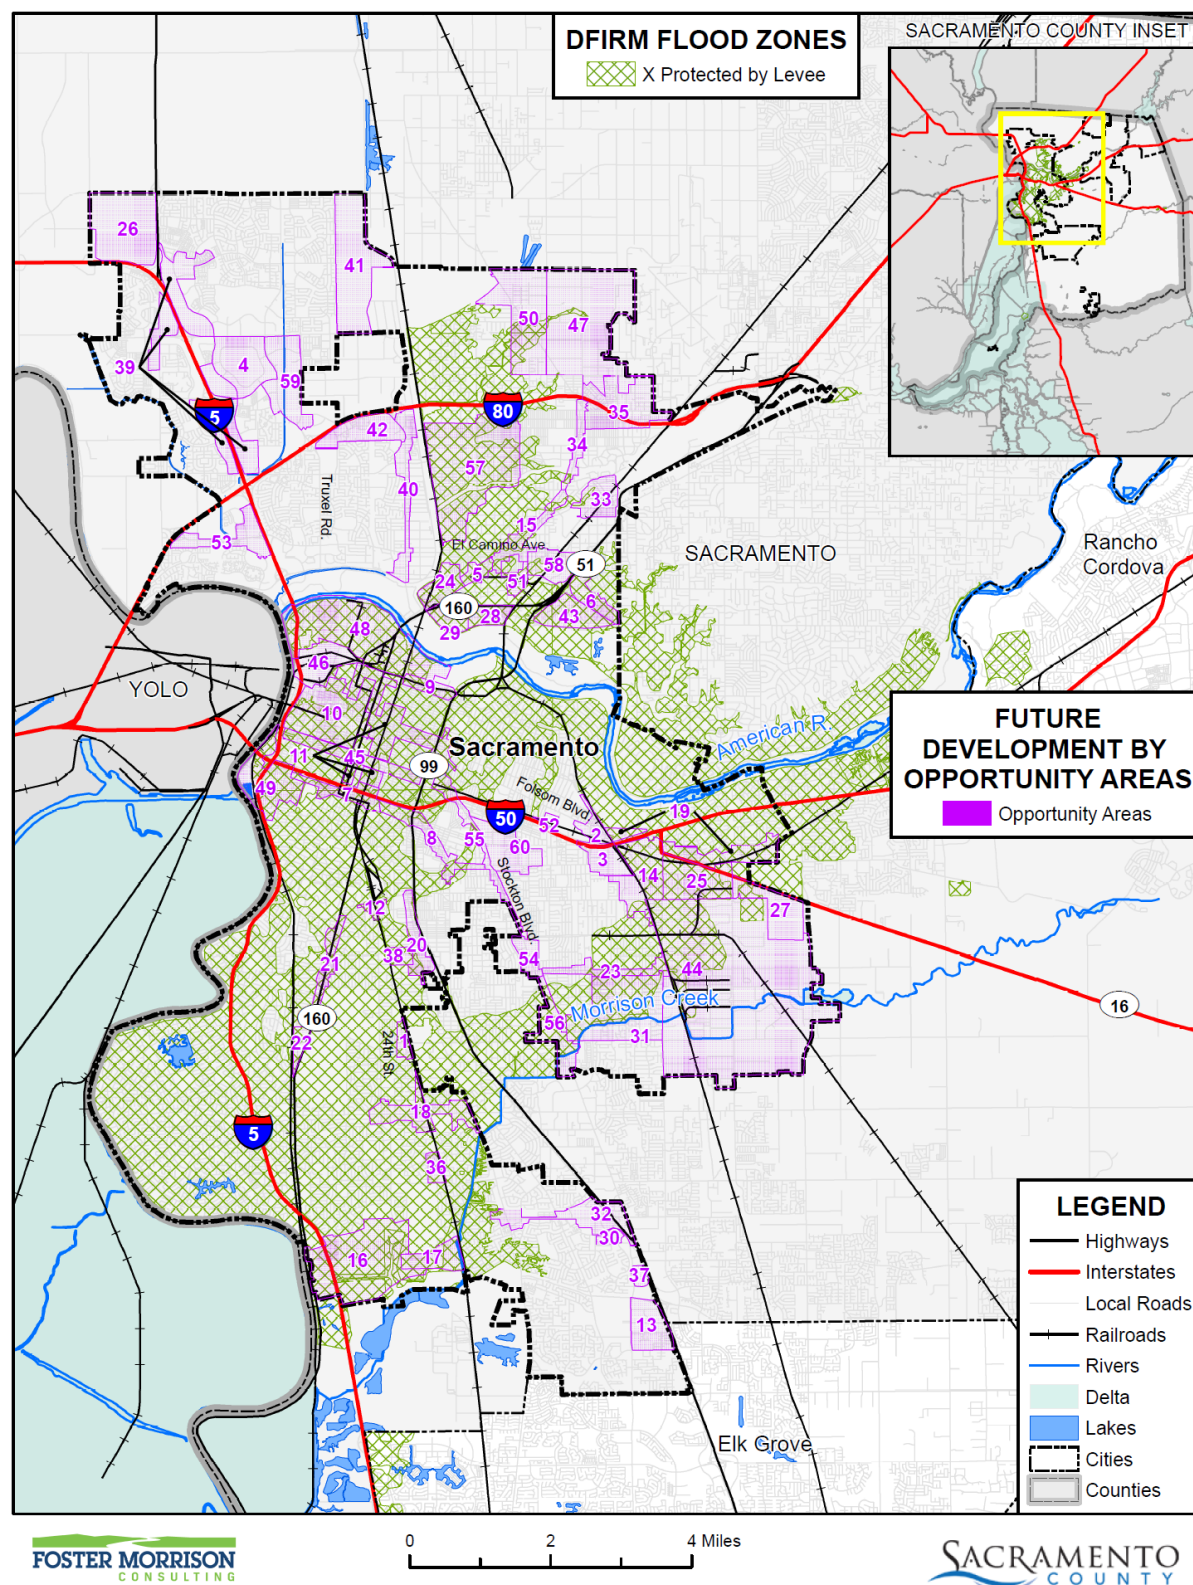 DFIRM FLOOD ZONES
X Protected by Levee
SACRAMENTO COUNTY INSET
26
41
50
47
39
4
59
5
80
35
42
34
57
40
33
Truxel Rd.
15
53
El Camino Ave
SACRAMENTO
Rancho
Cordova
58
51
24
5
51
160
28
6
43
29
48
46
9
YOLO
10
FUTURE
DEVELOPMENT BY
OPPORTUNITY AREAS
Opportunity Areas
American R.
Sacramento
11
45
99
49
7
Folsom Blvd
50
52
2
19
8
55
60
3
14
25
Stockton Blvd.
12
27
20
38
54
21
23
44
Morrison Creek
16
160
56
31
22
1
24th St.
18
5
36
32
30
16
17
37
13
Elk Grove
LEGEND
Highways
Interstates
Local Roads
Railroads
Rivers
Delta
Lakes
Cities
Counties
FOSTER MORRISON
CONSULTING
0 2 4 Miles
SACRAMENTO
COUNTY